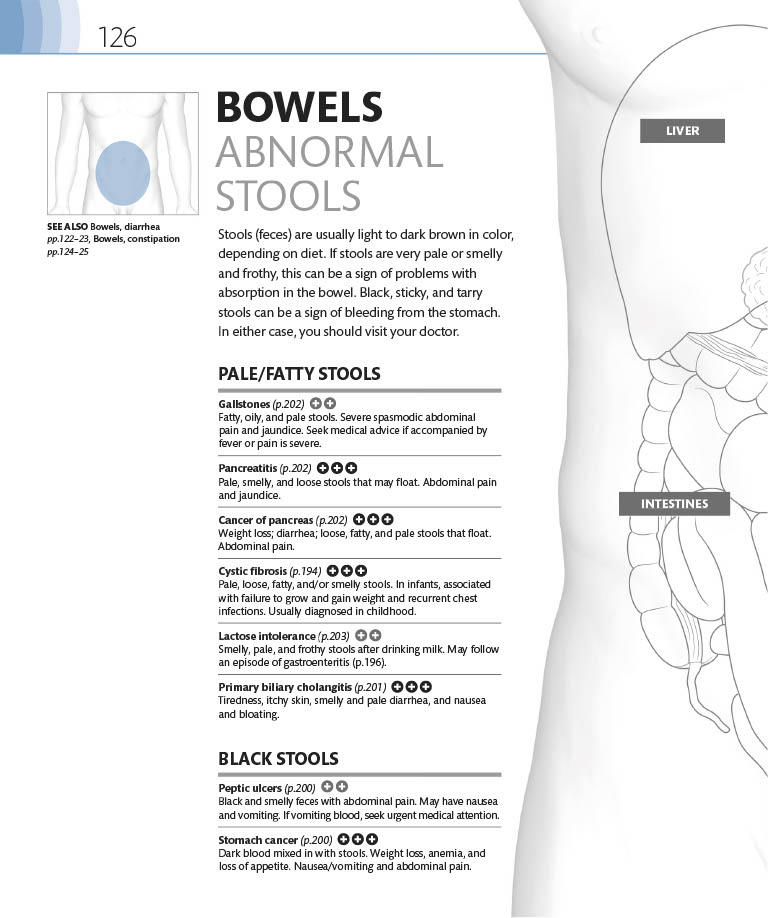 126
SEE ALSO Bowels, diarrhea
pp.122–23, Bowels, constipation
pp.124–25
BOWELS
ABNORMAL
STOOLS
Stools (feces) are usually light to dark brown in color,
depending on diet. If stools are very pale or smelly
and frothy, this can be a sign of problems with
absorption in the bowel. Black, sticky, and tarry
stools can be a sign of bleeding from the stomach.
In either case, you should visit your doctor.
PALE/FATTY STOOLS
Gallstones (p.202)
Fatty, oily, and pale stools. Severe spasmodic abdominal
pain and jaundice. Seek medical advice if accompanied by
fever or pain is severe.
Pancreatitis (p.202)
Pale, smelly, and loose stools that may float. Abdominal pain
and jaundice.
Cancer of pancreas (p.202)
Weight loss; diarrhea; loose, fatty, and pale stools that float.
Abdominal pain.
Cystic fibrosis (p.194)
Pale, loose, fatty, and/or smelly stools. In infants, associated
with failure to grow and gain weight and recurrent chest
infections. Usually diagnosed in childhood.
Lactose intolerance (p.203)
Smelly, pale, and frothy stools after drinking milk. May follow
an episode of gastroenteritis (p.196).
Primary biliary cholangitis (p.201)
Tiredness, itchy skin, smelly and pale diarrhea, and nausea
and bloating.
BLACK STOOLS
Peptic ulcers (p.200)
Black and smelly feces with abdominal pain. May have nausea
and vomiting. If vomiting blood, seek urgent medical attention.
Stomach cancer (p.200)
Dark blood mixed in with stools. Weight loss, anemia, and
loss of appetite. Nausea/vomiting and abdominal pain.
LIVER
INTESTINES